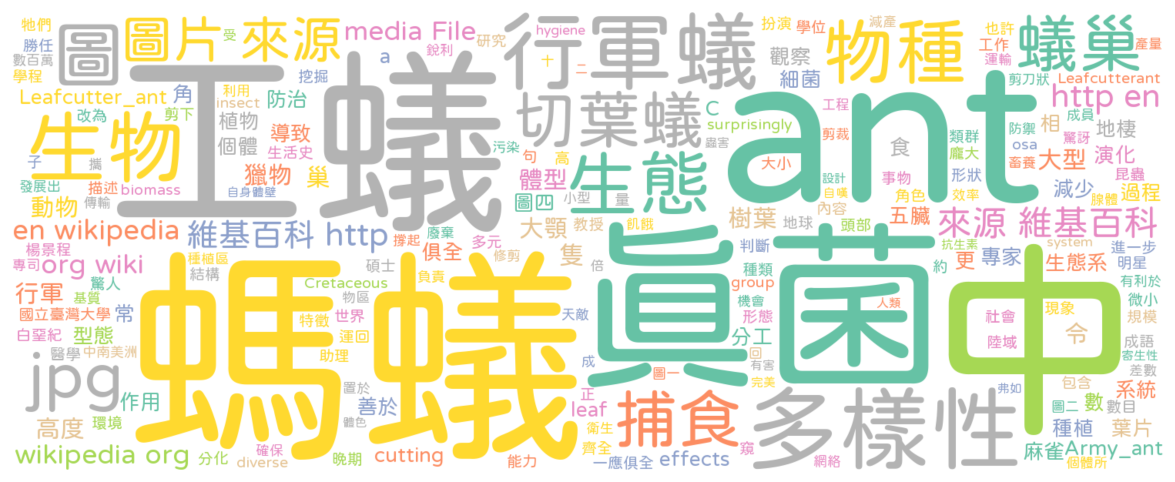 牠們
勝任
數百萬
學程
圖
圖片 來源
受
media File
銳利
a
研究
挖掘
hygiene
十
二
行軍蟻
扮演
學位
減產
觀察
細菌
物種
也許
工作
運輸
產量
蟻巢
剪刀狀
Leafcutterant
http en
Leafcutter_ant
角
防治
利用
insect
改為
剪下
植物
生物
個體
導致
生活史
工蟻
切葉蟻
C
surprisingly
蟲害
ant
工程
剪裁
食
類群
龐大
防禦
osa
成員
驚訝
相
地棲
畜養
大型
演化
昆蟲
子
攜
發展出
描述
biomass
傳輸
自身體壁
獵物
巢
污染
句
高
體型
圖四
小型
量
生態
大小
設計
自嘆
事物
形狀
效率
減少
腺體
過程
動物
en wikipedia
維基百科 http
大顎
教授
飢餓
樹葉
地球
內容
角色
頭部
五臟
來源 維基百科
楊景程
專司
org wiki
種植區
結構
廢棄
撐起
俱全
多元
修剪
隻
倍
判斷
種類
group
約
更
專家
抗生素
system
生態系
進一步
明星
驚人
碩士
負責
行軍
基質
國立臺灣大學
常
Cretaceous
物區
特徵
世界
運回
天敵
機會
形態
分工
人類
有利於
微小
現象
規模
白堊紀
型態
醫學
中南美洲
助理
螞蟻
眞菌
中
社會
陸域
令
成語
寄生性
差數
jpg
作用
置於
體色
善於
成
正
leaf
圖一
回
有害
完美
弗如
包含
系統
高度
環境
衛生
捕食
多樣性
圖二
數
數目
種植
葉片
wikipedia org
分化
確保
diverse
晚期
cutting
能力
齊全
一應俱全
effects
窺
網絡
麻雀
Army_ant
個體所